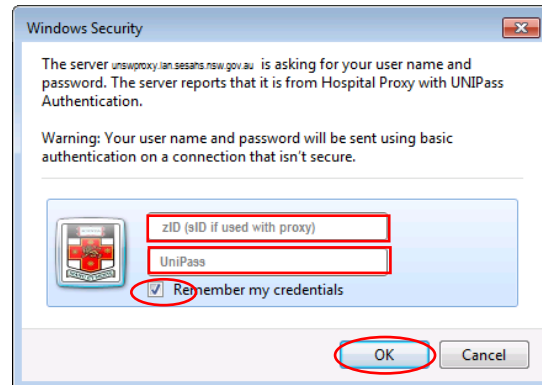 Windows Security
The server unswproxy.lan.sesahs.nsw.gov.au is asking for your user name and
password. The server reports that it is from Hospital Proxy with UNIPass
Authentication.
Warning: Your user name and password will be sent using basic
authentication on a connection that isn't secure.
zID (sID if used with proxy)
UniPass
Remember my credentials
OK
Cancel